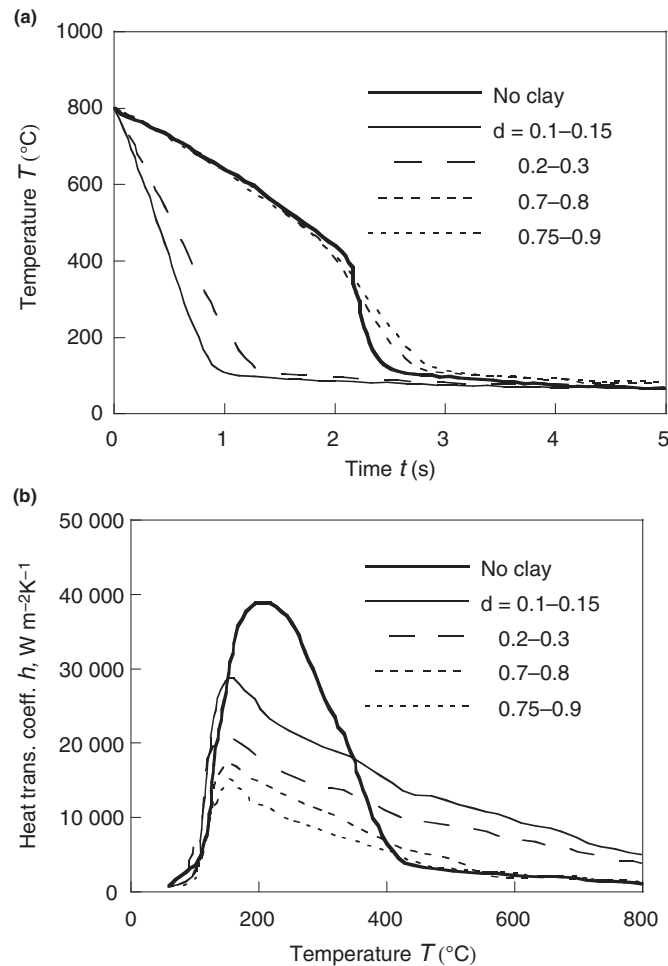 (a)
1000
800
600
400
200
0
Temperature T (°C)
No clay
d = 0.1–0.15
0.2–0.3
0.7–0.8
0.75–0.9
0 1 2 3 4 5
Time t (s)
(b)
50 000
40 000
30 000
20 000
10 000
0
Heat trans. coeff. h, W m−2K−1
No clay
d = 0.1–0.15
0.2–0.3
0.7–0.8
0.75–0.9
0 200 400 600 800
Temperature T (°C)